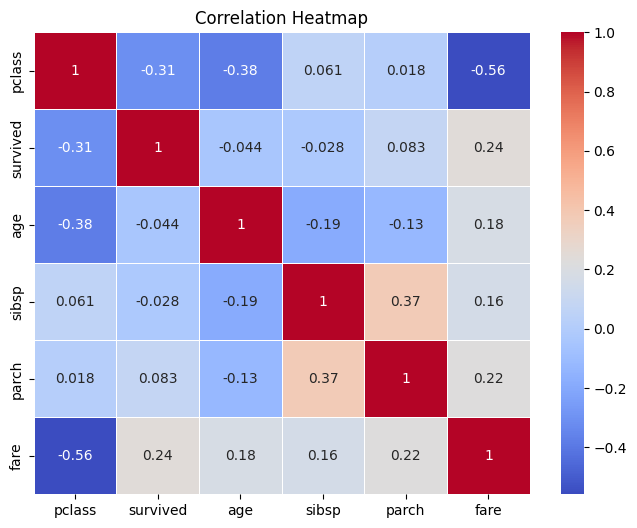 Correlation Heatmap
pclass 1 -0.31 -0.38 0.061 0.018 -0.56
survived -0.31 1 -0.044 -0.028 0.083 0.24
age -0.38 -0.044 1 -0.19 -0.13 0.18
sibsp 0.061 -0.028 -0.19 1 0.37 0.16
parch 0.018 0.083 -0.13 0.37 1 0.22
fare -0.56 0.24 0.18 0.16 0.22 1
pclass survived age sibsp parch fare
1.0
0.8
0.6
0.4
0.2
0.0
−0.2
−0.4